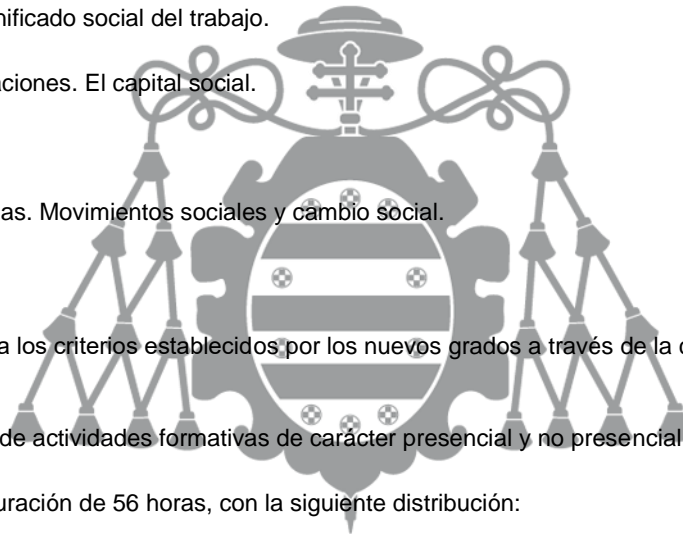 nificado social del trabajo.
aciones. El capital social.
as. Movimientos sociales y cambio social.
a los criterios establecidos por los nuevos grados a través de la
de actividades formativas de carácter presencial y no presencial
uración de 56 horas, con la siguiente distribución: